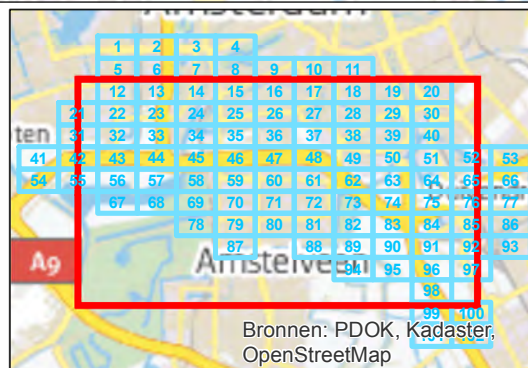 Amsterdam
1 2 3 4
5 6 7 8 9 10 11
12 13 14 15 16 17 18 19 20
21 22 23 24 25 26 27 28 29 30
ten 31 32 33 34 35 36 37 38 39 40
41 42 43 44 45 46 47 48 49 50 51 52 53
54 55 56 57 58 59 60 61 62 63 64 65 66
67 68 69 70 71 72 73 74 75 76 77
78 79 80 81 82 83 84 85 86
87 88 89 90 91 92 93
A9 Amstelveen
94 95 96 97
98
99 100
Bronnen: PDOK, Kadaster,
101 102
OpenStreetMap